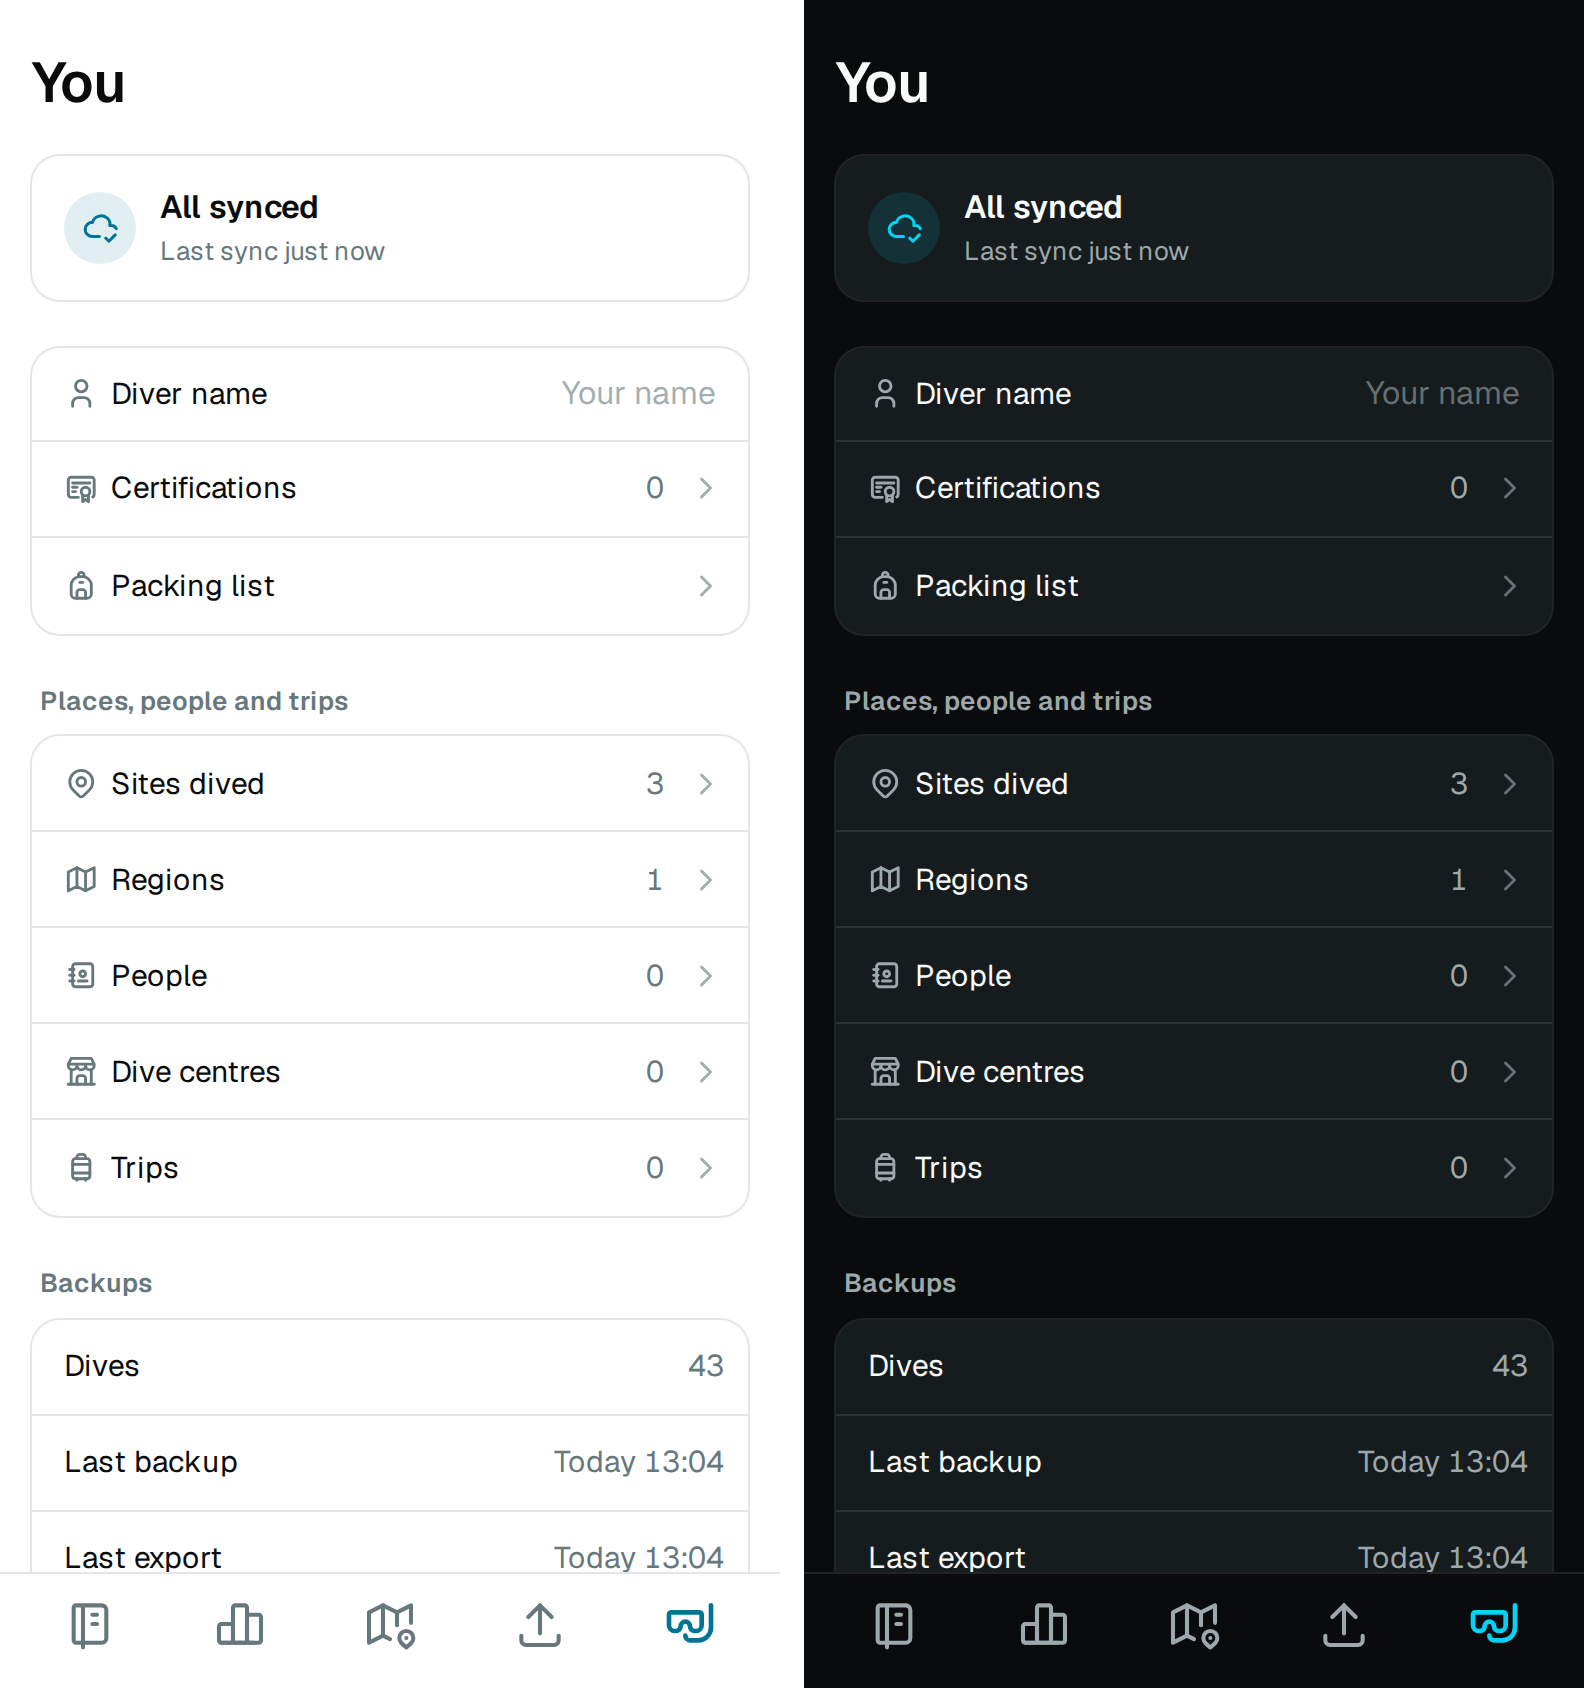 You
All synced
Last sync just now
Diver name Your name
Certifications 0
Packing list
Places, people and trips
Sites dived 3
Regions 1
People 0
Dive centres 0
Trips 0
Backups
Dives 43
Last backup Today 13:04
Last export Today 13:04
You
All synced
Last sync just now
Diver name Your name
Certifications 0
Packing list
Places, people and trips
Sites dived 3
Regions 1
People 0
Dive centres 0
Trips 0
Backups
Dives 43
Last backup Today 13:04
Last export Today 13:04